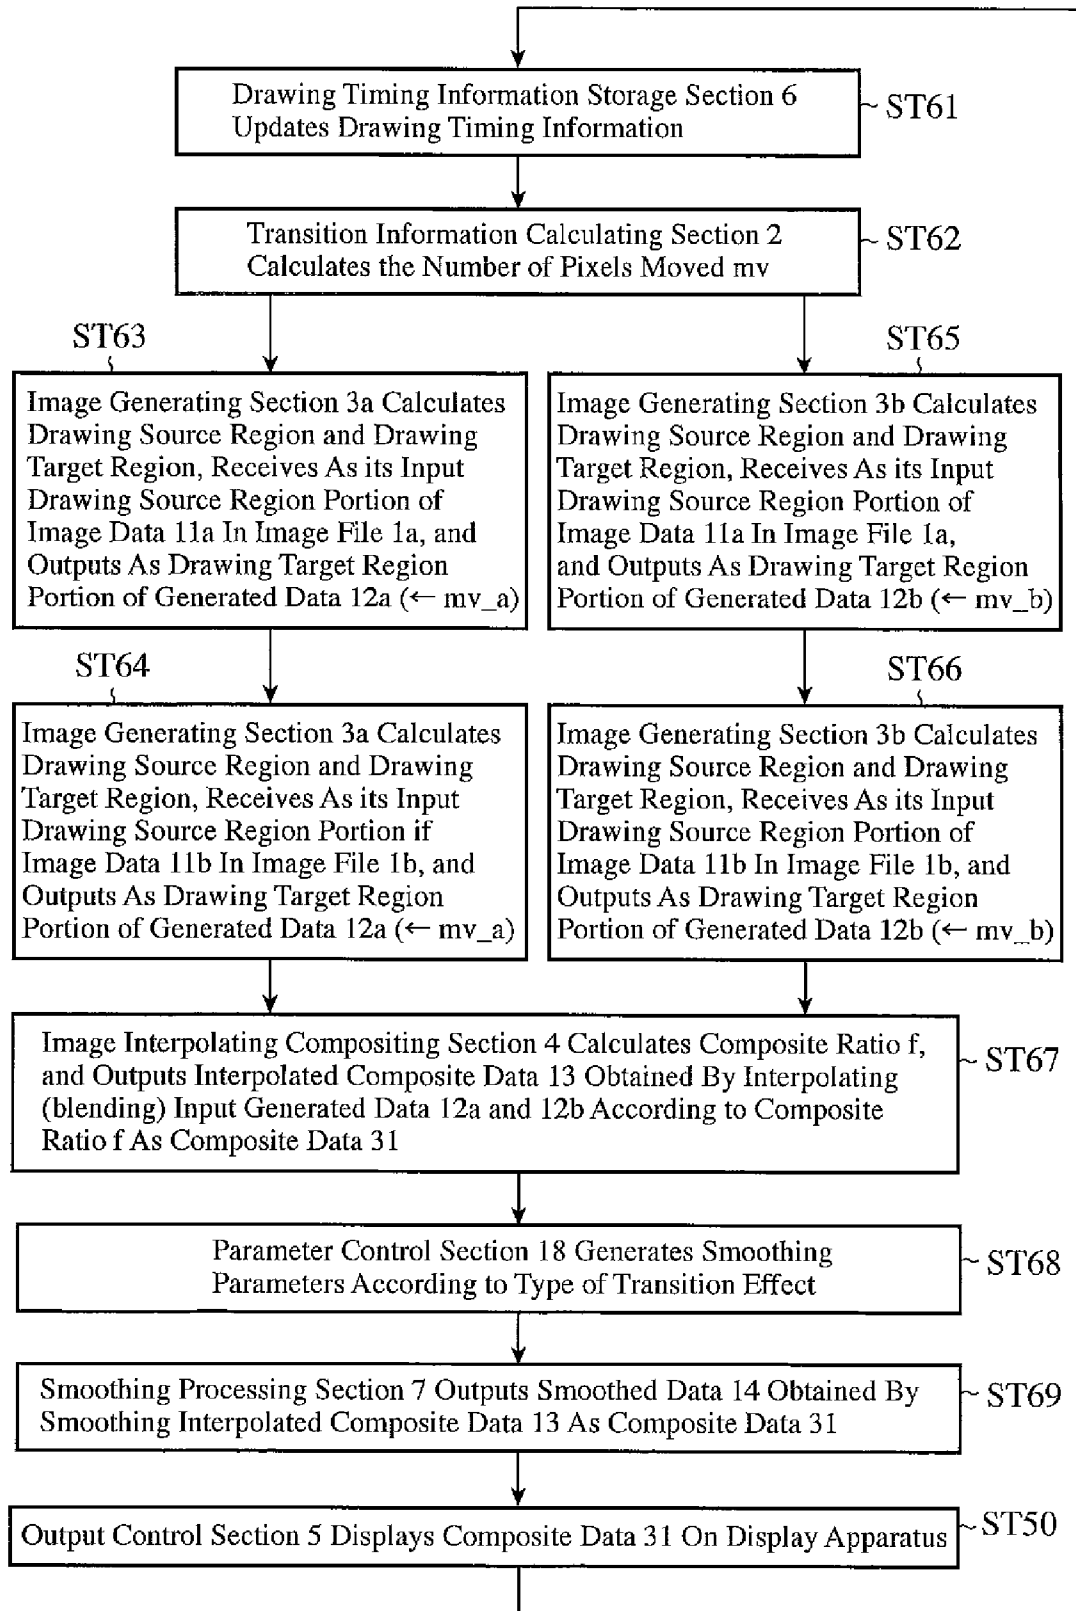 Drawing Timing Information Storage Section 6
Updates Drawing Timing Information
ST61
Transition Information Calculating Section 2
Calculates the Number of Pixels Moved mv
ST62
ST63
Image Generating Section 3a Calculates
Drawing Source Region and Drawing
Target Region, Receives As its Input
Drawing Source Region Portion of
Image Data 11a In Image File 1a, and
Outputs As Drawing Target Region
Portion of Generated Data 12a (← mv_a)
ST65
Image Generating Section 3b Calculates
Drawing Source Region and Drawing
Target Region, Receives As its Input
Drawing Source Region Portion of
Image Data 11a In Image File 1a,
and Outputs As Drawing Target Region
Portion of Generated Data 12b (← mv_b)
ST64
Image Generating Section 3a Calculates
Drawing Source Region and Drawing
Target Region, Receives As its Input
Drawing Source Region Portion if
Image Data 11b In Image File 1b, and
Outputs As Drawing Target Region
Portion of Generated Data 12a (← mv_a)
ST66
Image Generating Section 3b Calculates
Drawing Source Region and Drawing
Target Region, Receives As its Input
Drawing Source Region Portion of
Image Data 11b In Image File 1b, and
Outputs As Drawing Target Region
Portion of Generated Data 12b (← mv_b)
Image Interpolating Compositing Section 4 Calculates Composite Ratio f,
and Outputs Interpolated Composite Data 13 Obtained By Interpolating
(blending) Input Generated Data 12a and 12b According to Composite
Ratio f As Composite Data 31
ST67
Parameter Control Section 18 Generates Smoothing
Parameters According to Type of Transition Effect
ST68
Smoothing Processing Section 7 Outputs Smoothed Data 14 Obtained By
Smoothing Interpolated Composite Data 13 As Composite Data 31
ST69
Output Control Section 5 Displays Composite Data 31 On Display Apparatus
ST50